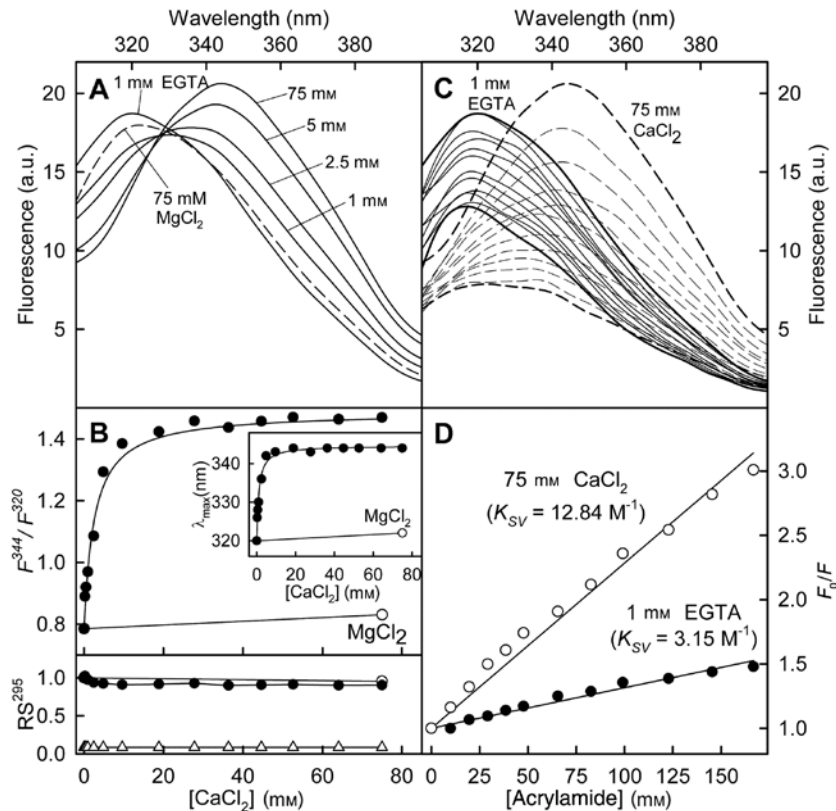 Wavelength (nm)
320 340 360 380
Wavelength (nm)
320 340 360 380
A
1 mM EGTA
75 mM
5 mM
2.5 mM
1 mM
75 mM
MgCl2
Fluorescence (a.u.)
20
15
10
5
C
1 mM
EGTA
75 mM
CaCl2
Fluorescence (a.u.)
20
15
10
5
B
F344/F320
1.4
1.2
1.0
0.8
λmax(nm)
340
330
320
MgCl2
0 20 40 60 80
[CaCl2] (mM)
MgCl2
RS295
1.0
0.5
0.0
0 20 40 60 80
[CaCl2] (mM)
D
75 mM CaCl2
(KSV = 12.84 M-1)
1 mM EGTA
(KSV = 3.15 M-1)
F0/F
3.0
2.5
2.0
1.5
1.0
0 25 50 75 100 125 150
[Acrylamide] (mM)